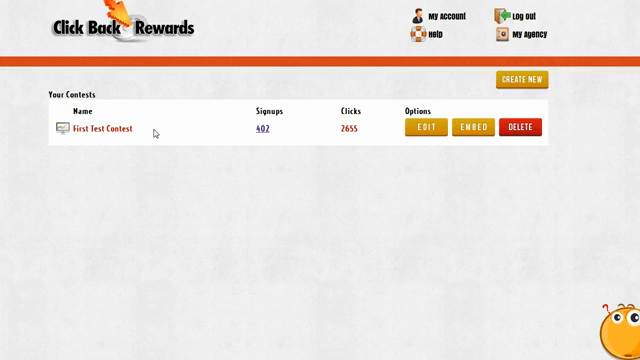 Click Back Rewards
My Account
Log out
Help
My Agency
CREATE NEW
Your Contests
Name Signups Clicks Options
First Test Contest 402 2655 EDIT EMBED DELETE
?